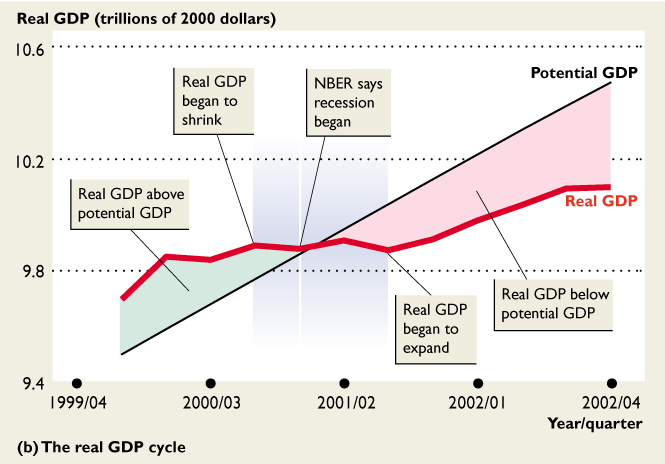 Real GDP (trillions of 2000 dollars)
10.6
Potential GDP
Real GDP
began to
shrink
NBER says
recession
began
10.2
Real GDP above
potential GDP
Real GDP
9.8
Real GDP below
potential GDP
Real GDP
began to
expand
9.4
1999/04
2000/03
2001/02
2002/01
2002/04
Year/quarter
(b) The real GDP cycle